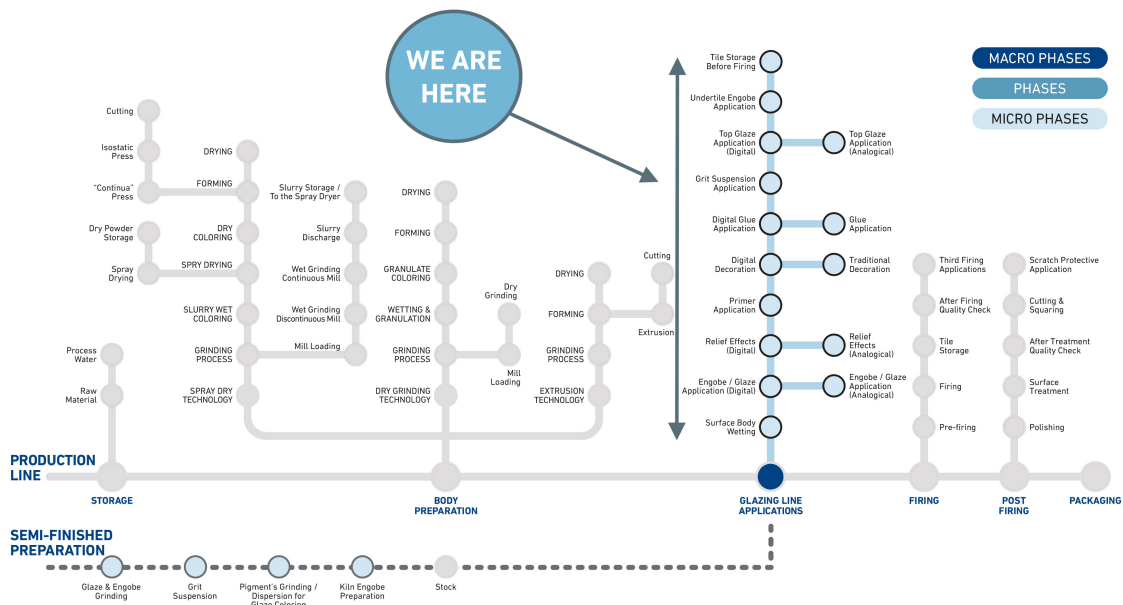 WE ARE
HERE
MACRO PHASES
PHASES
MICRO PHASES
Cutting
Isostatic
Press
"Continua"
Press
Dry Powder
Storage
Spray
Drying
Process
Water
Raw
Material
DRYING
FORMING
DRY
COLORING
SPRY DRYING
SLURRY WET
COLORING
GRINDING
PROCESS
SPRAY DRY
TECHNOLOGY
Slurry Storage /
To the Spray Dryer
Slurry
Discharge
Wet Grinding
Continuous Mill
Wet Grinding
Discontinuous Mill
Mill Loading
DRYING
FORMING
GRANULATE
COLORING
WETTING &
GRANULATION
GRINDING
PROCESS
DRY GRINDING
TECHNOLOGY
Dry
Grinding
Mill
Loading
DRYING
FORMING
GRINDING
PROCESS
EXTRUSION
TECHNOLOGY
Cutting
Extrusion
Tile Storage
Before Firing
Undertile Engobe
Application
Top Glaze
Application
(Digital)
Top Glaze
Application
(Analogical)
Grit Suspension
Application
Digital Glue
Application
Glue
Application
Digital
Decoration
Traditional
Decoration
Primer
Application
Relief Effects
(Digital)
Relief
Effects
(Analogical)
Engobe / Glaze
Application (Digital)
Engobe / Glaze
Application
(Analogical)
Surface Body
Wetting
Third Firing
Applications
After Firing
Quality Check
Tile
Storage
Firing
Pre-firing
Scratch Protective
Application
Cutting &
Squaring
After Treatment
Quality Check
Surface
Treatment
Polishing
PRODUCTION
LINE
STORAGE
BODY
PREPARATION
GLAZING LINE
APPLICATIONS
FIRING
POST
FIRING
PACKAGING
SEMI-FINISHED
PREPARATION
Glaze & Engobe
Grinding
Grit
Suspension
Pigment's Grinding /
Dispersion for
Glaze Coloring
Kiln Engobe
Preparation
Stock